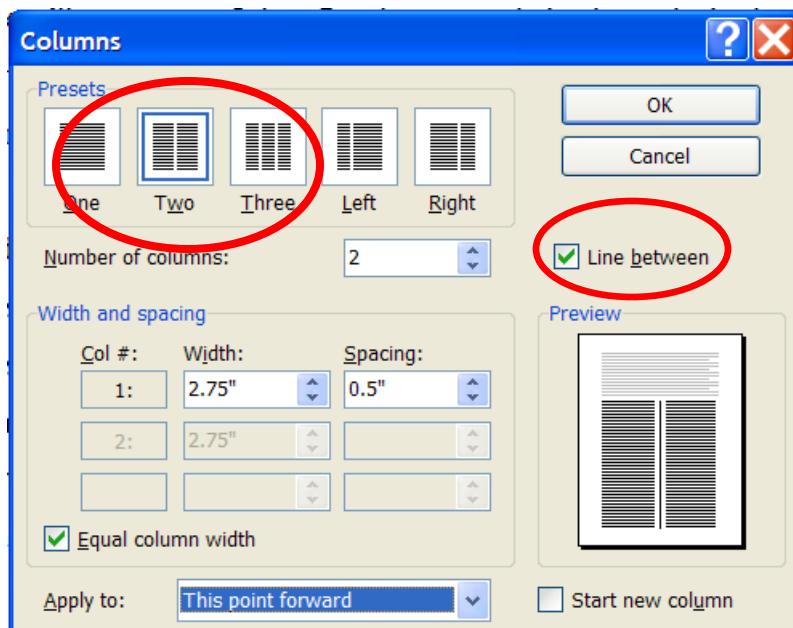 Columns
Presets
One Two Three Left Right
OK
Cancel
Number of columns: 2
Line between
Width and spacing
Col #: Width: Spacing:
1: 2.75" 0.5"
2: 2.75"
Equal column width
Preview
Apply to: This point forward
Start new column